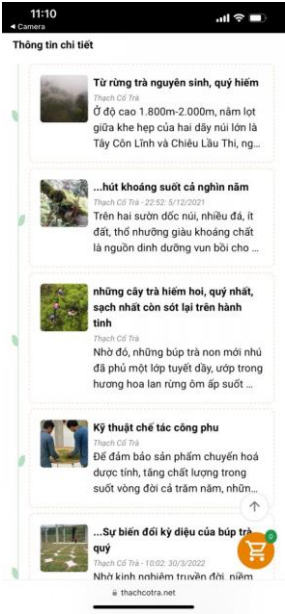 11:10
◀ Camera
Thông tin chi tiết
Từ rừng trà nguyên sinh, quý hiếm
Thạch Cổ Trà
Ở độ cao 1.800m-2.000m, nằm lọt
giữa khe hẹp của hai dãy núi lớn là
Tây Côn Lĩnh và Chiêu Lầu Thi, ng...
...hút khoáng suốt cả nghìn năm
Thạch Cổ Trà - 22:52: 5/12/2021
Trên hai sườn dốc núi, nhiều đá, ít
đất, thổ nhưỡng giàu khoáng chất
là nguồn dinh dưỡng vun bồi cho ...
những cây trà hiếm hoi, quý nhất,
sạch nhất còn sót lại trên hành
tinh
Thạch Cổ Trà
Nhờ đó, những búp trà non mới nhú
đã phủ một lớp tuyết dầy, ướp trong
hương hoa lan rừng ôm ấp suốt ...
Kỹ thuật chế tác công phu
Thạch Cổ Trà
Để đảm bảo sản phẩm chuyển hoá
dược tính, tăng chất lượng trong
suốt vòng đời cả trăm năm, nhữn...
...Sự biến đổi kỳ diệu của búp trà
quý
Thạch Cổ Trà - 10:02: 30/3/2022
Nhờ kinh nghiệm truyền đời, niềm
0
thachcotra.net